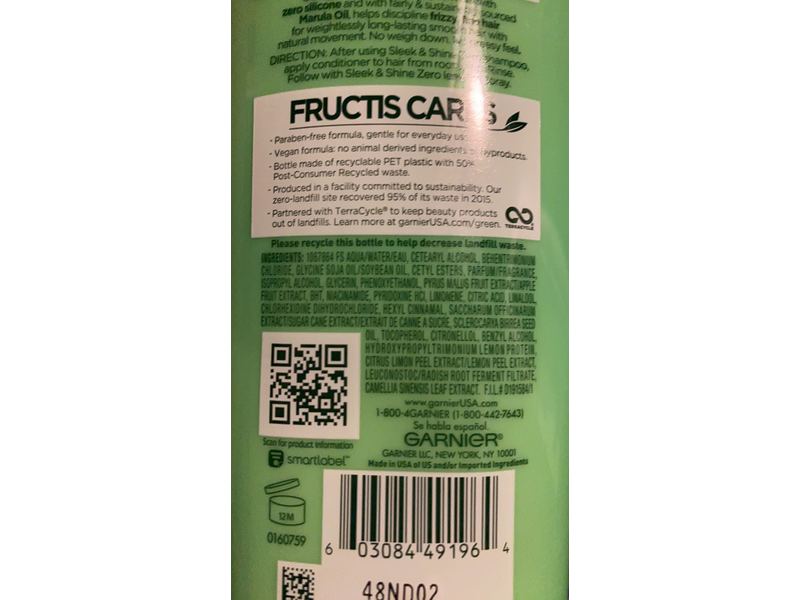 zero silicone and with fairly & sustainably sourced
Marula Oil, helps discipline frizzy, hair
for weightlessly long-lasting smooth hair with
natural movement. No weigh down. No greasy feel.
DIRECTION: After using Sleek & Shine shampoo,
apply conditioner to hair from root Rinse.
Follow with Sleek & Shine Zero spray.
FRUCTIS CARES
- Paraben-free formula, gentle for everyday use
- Vegan formula: no animal derived ingredients byproducts.
- Bottle made of recyclable PET plastic with 50%
Post-Consumer Recycled waste.
- Produced in a facility committed to sustainability. Our
zero-landfill site recovered 95% of its waste in 2015.
- Partnered with TerraCycle® to keep beauty products
out of landfills. Learn more at garnierUSA.com/green.
TERRACYCLE
Please recycle this bottle to help decrease landfill waste.
INGREDIENTS: 1067864 F5 AQUA/WATER/EAU, CETEARYL ALCOHOL, BEHENTRIMONIUM
CHLORIDE, GLYCINE SOJA OIL/SOYBEAN OIL, CETYL ESTERS, PARFUM/FRAGRANCE,
ISOPROPYL ALCOHOL, GLYCERIN, PHENOXYETHANOL, PYRUS MALUS FRUIT EXTRACT/APPLE
FRUIT EXTRACT, BHT, NIACINAMIDE, PYRIDOXINE HCl, LIMONENE, CITRIC ACID, LINALOOL,
CHLORHEXIDINE DIHYDROCHLORIDE, HEXYL CINNAMAL, SACCHARUM OFFICINARUM
EXTRACT/SUGAR CANE EXTRACT/EXTRAIT DE CANNE A SUCRE, SCLEROCARYA BIRREA SEED
OIL, TOCOPHEROL, CITRONELLOL, BENZYL ALCOHOL,
HYDROXYPROPYLTRIMONIUM LEMON PROTEIN,
CITRUS LIMON PEEL EXTRACT/LEMON PEEL EXTRACT,
LEUCONOSTOC/RADISH ROOT FERMENT FILTRATE,
CAMELLIA SINENSIS LEAF EXTRACT. F.I.L.# D191584/1
www.garnierUSA.com
1-800-4GARNIER (1-800-442-7643)
Se habla español.
GARNIER®
GARNIER LLC, NEW YORK, NY 10001
Made in USA of US and/or Imported Ingredients
Scan for product information
smartlabel™
12M
0160759
6 03084 49196 4
48ND02